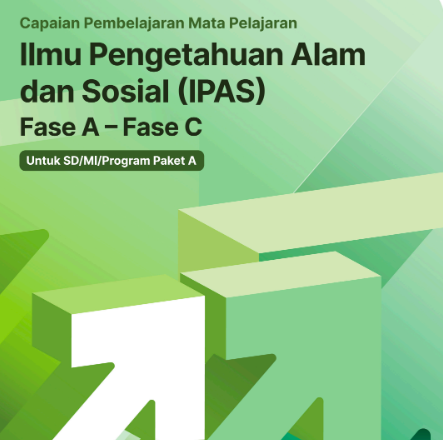 Capaian Pembelajaran Mata Pelajaran
Ilmu Pengetahuan Alam
dan Sosial (IPAS)
Fase A – Fase C
Untuk SD/MI/Program Paket A